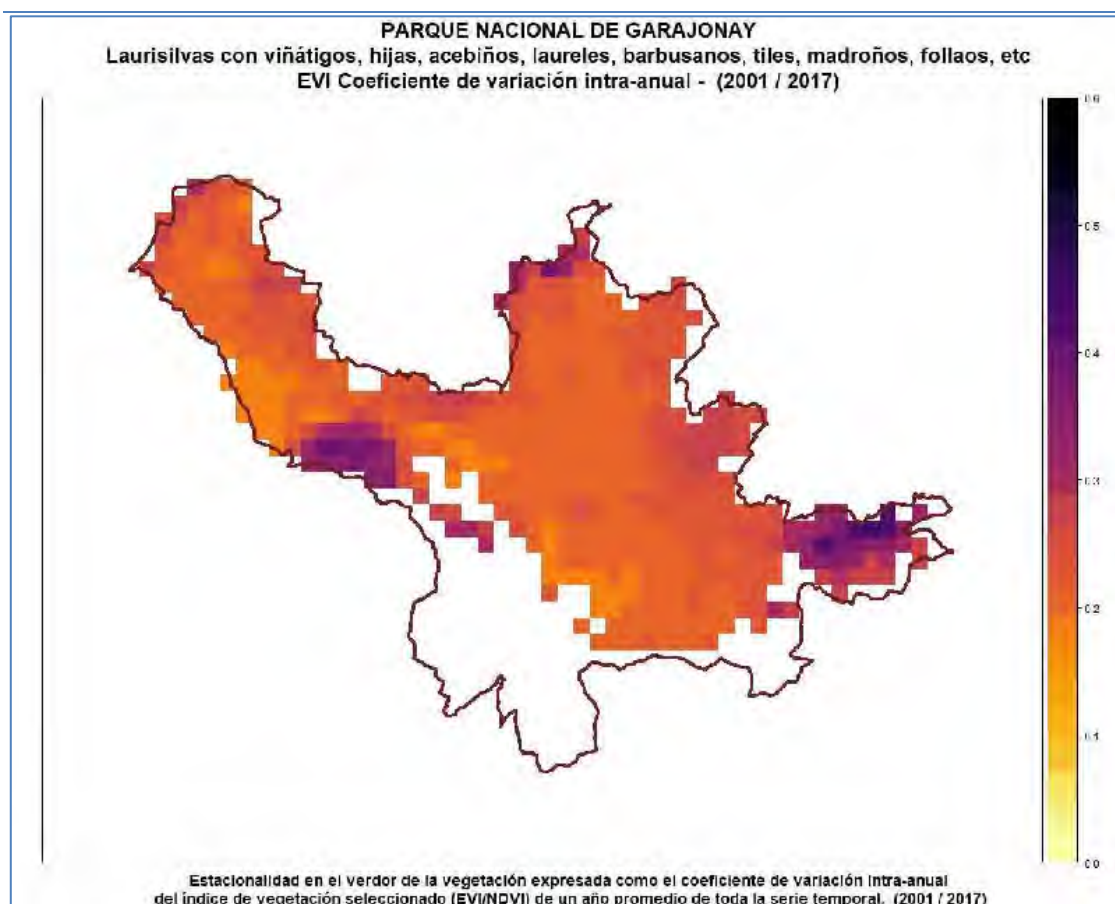 PARQUE NACIONAL DE GARAJONAY
Laurisilvas con viñátigos, hijas, acebiños, laureles, barbusanos, tiles, madroños, follaos, etc
EVI Coeficiente de variación intra-anual - (2001 / 2017)
0.6
0.5
0.4
0.3
0.2
0.1
0.0
Estacionalidad en el verdor de la vegetación expresada como el coeficiente de variación intra-anual
del índice de vegetación seleccionado (EVI/NDVI) de un año promedio de toda la serie temporal. (2001 / 2017)